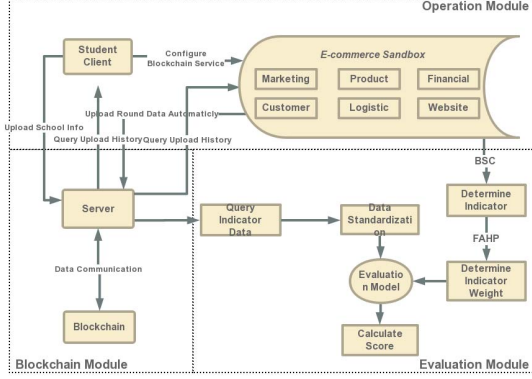 Operation Module
Student
Client
Configure
Blockchain Service
E-commerce Sandbox
Marketing
Product
Financial
Customer
Logistic
Website
Upload Round Data Automaticly
Upload School Info
Query Upload History
Query Upload History
BSC
Server
Query
Indicator
Data
Data
Standardizati
on
Determine
Indicator
FAHP
Data Communication
Evaluatio
n Model
Determine
Indicator
Weight
Blockchain
Calculate
Score
Blockchain Module
Evaluation Module